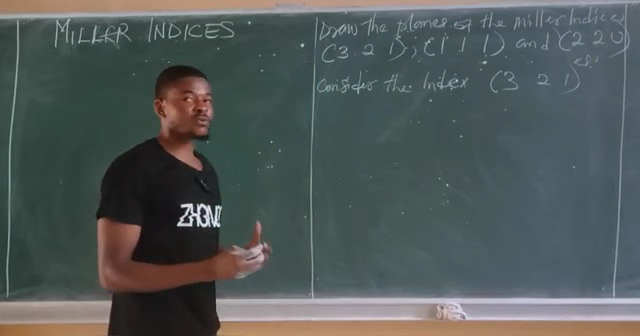 MILLER INDICES
Draw the planes of the miller Indices
(3 2 1); (1 1 1) and (2 2 0)
Consider the Index (3 2 1)